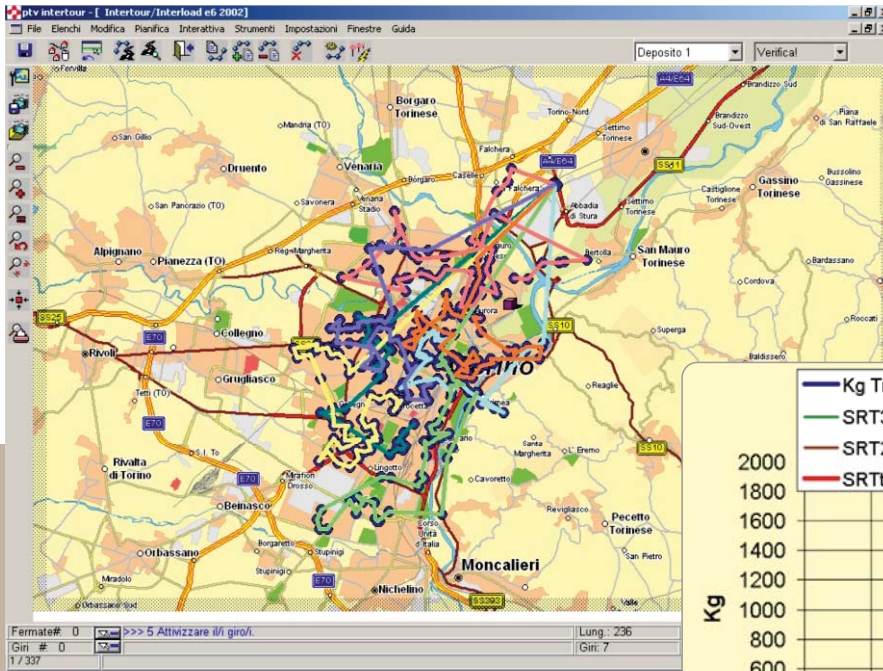 ptv intertour - [ Intertour/Interload e6 2002]
File Elenchi Modifica Pianifica Interattiva Strumenti Impostazioni Finestre Guida
Deposito 1
Verifica!
A4/E64
Brandizzo Sud
Borgaro
Torinese
Torino-Nord
Settimo
Torinese
Brandizzo
Sud-Ovest
Piana
di San Raffaele
Mandria (TO)
San Gillio
Falchera
Druento
Venaria
A4/E64
SS11
Borgaro
Caselle
Falchera
Gassino
Torinese
Bussolino
Gassinese
Castiglione
Torinese
San Pancrazio (TO)
Savonera
Venaria
Stadio
Abbadia
di Stura
Settimo
Torinese
Alpignano
Pianezza (TO)
Reg. Margherita
Bertolla
San Mauro
Torinese
Bardassano
Cordova
SS25
E70
Collegno
Aurora
SS10
Superga
Roccati
Rivoli
Baldissero
Grugliasco
Reaglie
Tetti (TO)
E70
Santa
Margherita
L' Eremo
SS10
Rivalta
di Torino
S.I. To
Lingotto
Cavoretto
E70
Mirafiori
Drosso
Beinasco
Revigliasco
Pecetto
Torinese
Corso
Unità
d'Italia
Orbassano
Borgaretto
Stupinigi
San Pietro
Stupinigi
E70
Moncalieri
Miradolo
Nichelino
SS393
Orbassano Sud
Valle
Fermate#: 0
>>> 5 Attivizzare il/i giro/i.
Lung.: 236
Giri #: 0
Giri: 7
1 / 337
Kg
SRT
SRT
SRT
2000
1800
1600
1400
1200
1000
800
600
Kg